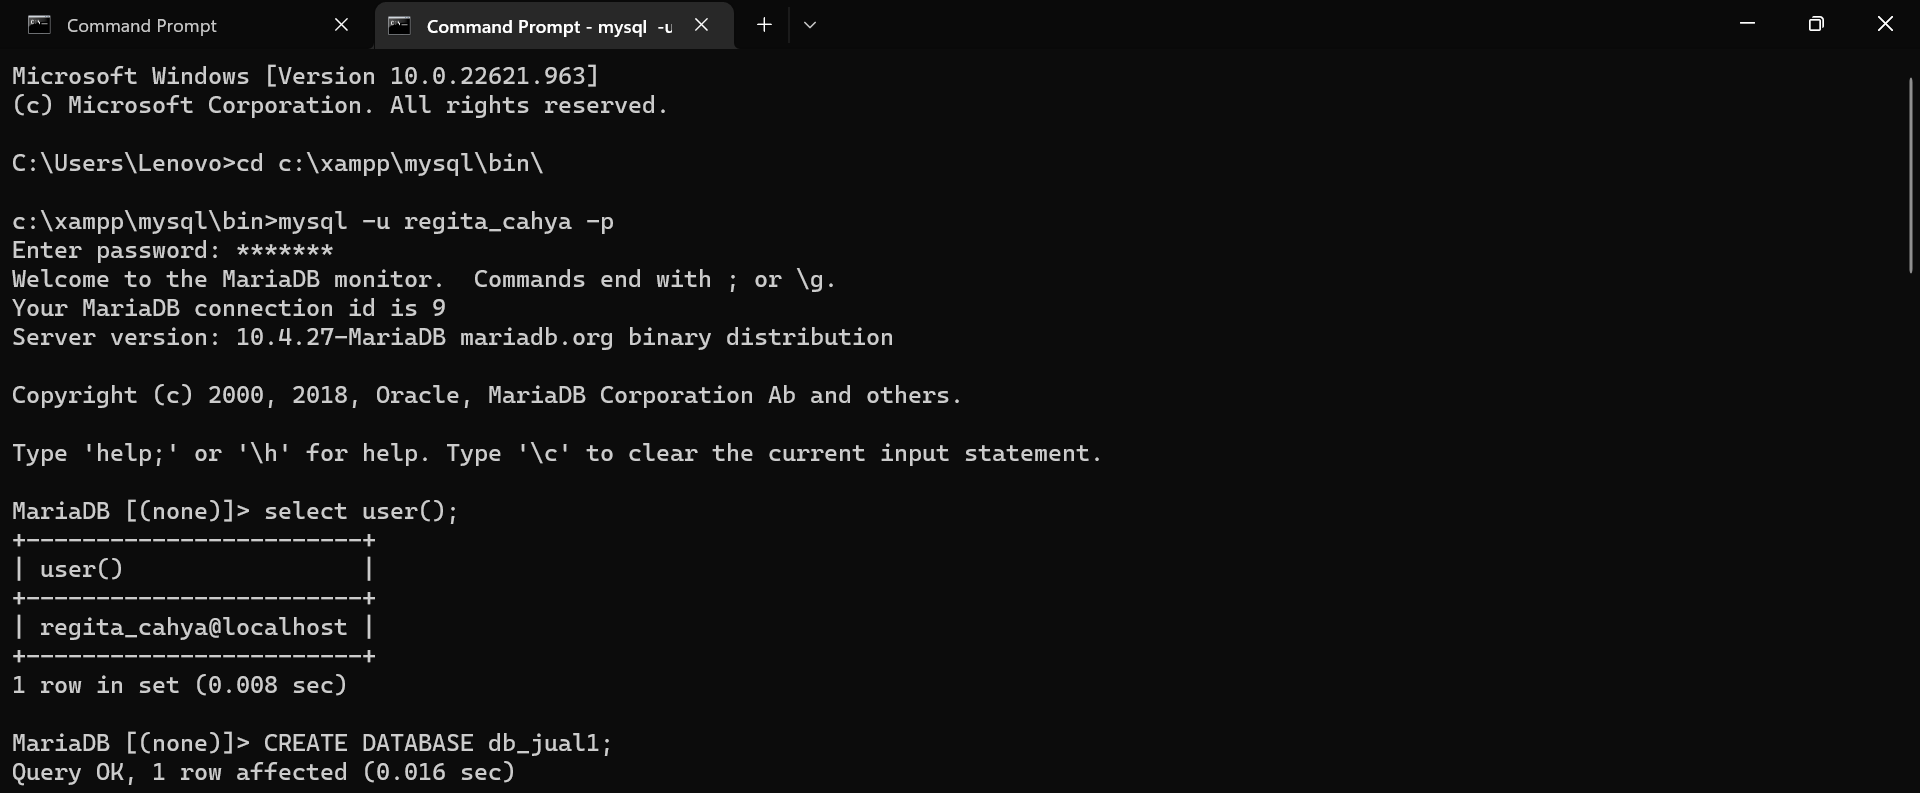 Command Prompt
Command Prompt - mysql -u
Microsoft Windows [Version 10.0.22621.963]
(c) Microsoft Corporation. All rights reserved.
C:\Users\Lenovo>cd c:\xampp\mysql\bin\
c:\xampp\mysql\bin>mysql -u regita_cahya -p
Enter password: *******
Welcome to the MariaDB monitor.  Commands end with ; or \g.
Your MariaDB connection id is 9
Server version: 10.4.27-MariaDB mariadb.org binary distribution
Copyright (c) 2000, 2018, Oracle, MariaDB Corporation Ab and others.
Type 'help;' or '\h' for help. Type '\c' to clear the current input statement.
MariaDB [(none)]> select user();
+------------------------+
| user()                 |
+------------------------+
| regita_cahya@localhost |
+------------------------+
1 row in set (0.008 sec)
MariaDB [(none)]> CREATE DATABASE db_jual1;
Query OK, 1 row affected (0.016 sec)